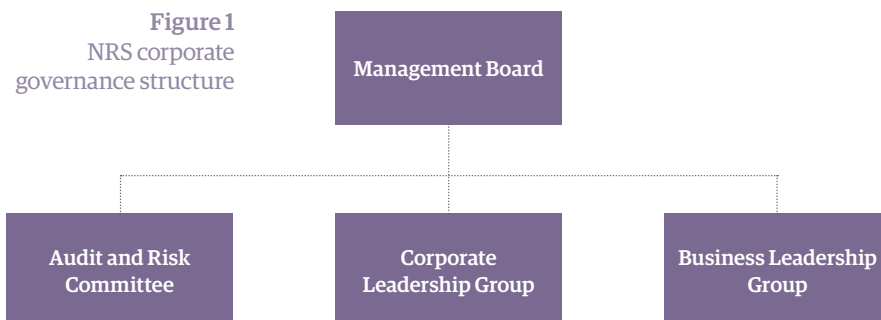 Figure 1
NRS corporate
governance structure
Management Board
Audit and Risk
Committee
Corporate
Leadership Group
Business Leadership
Group